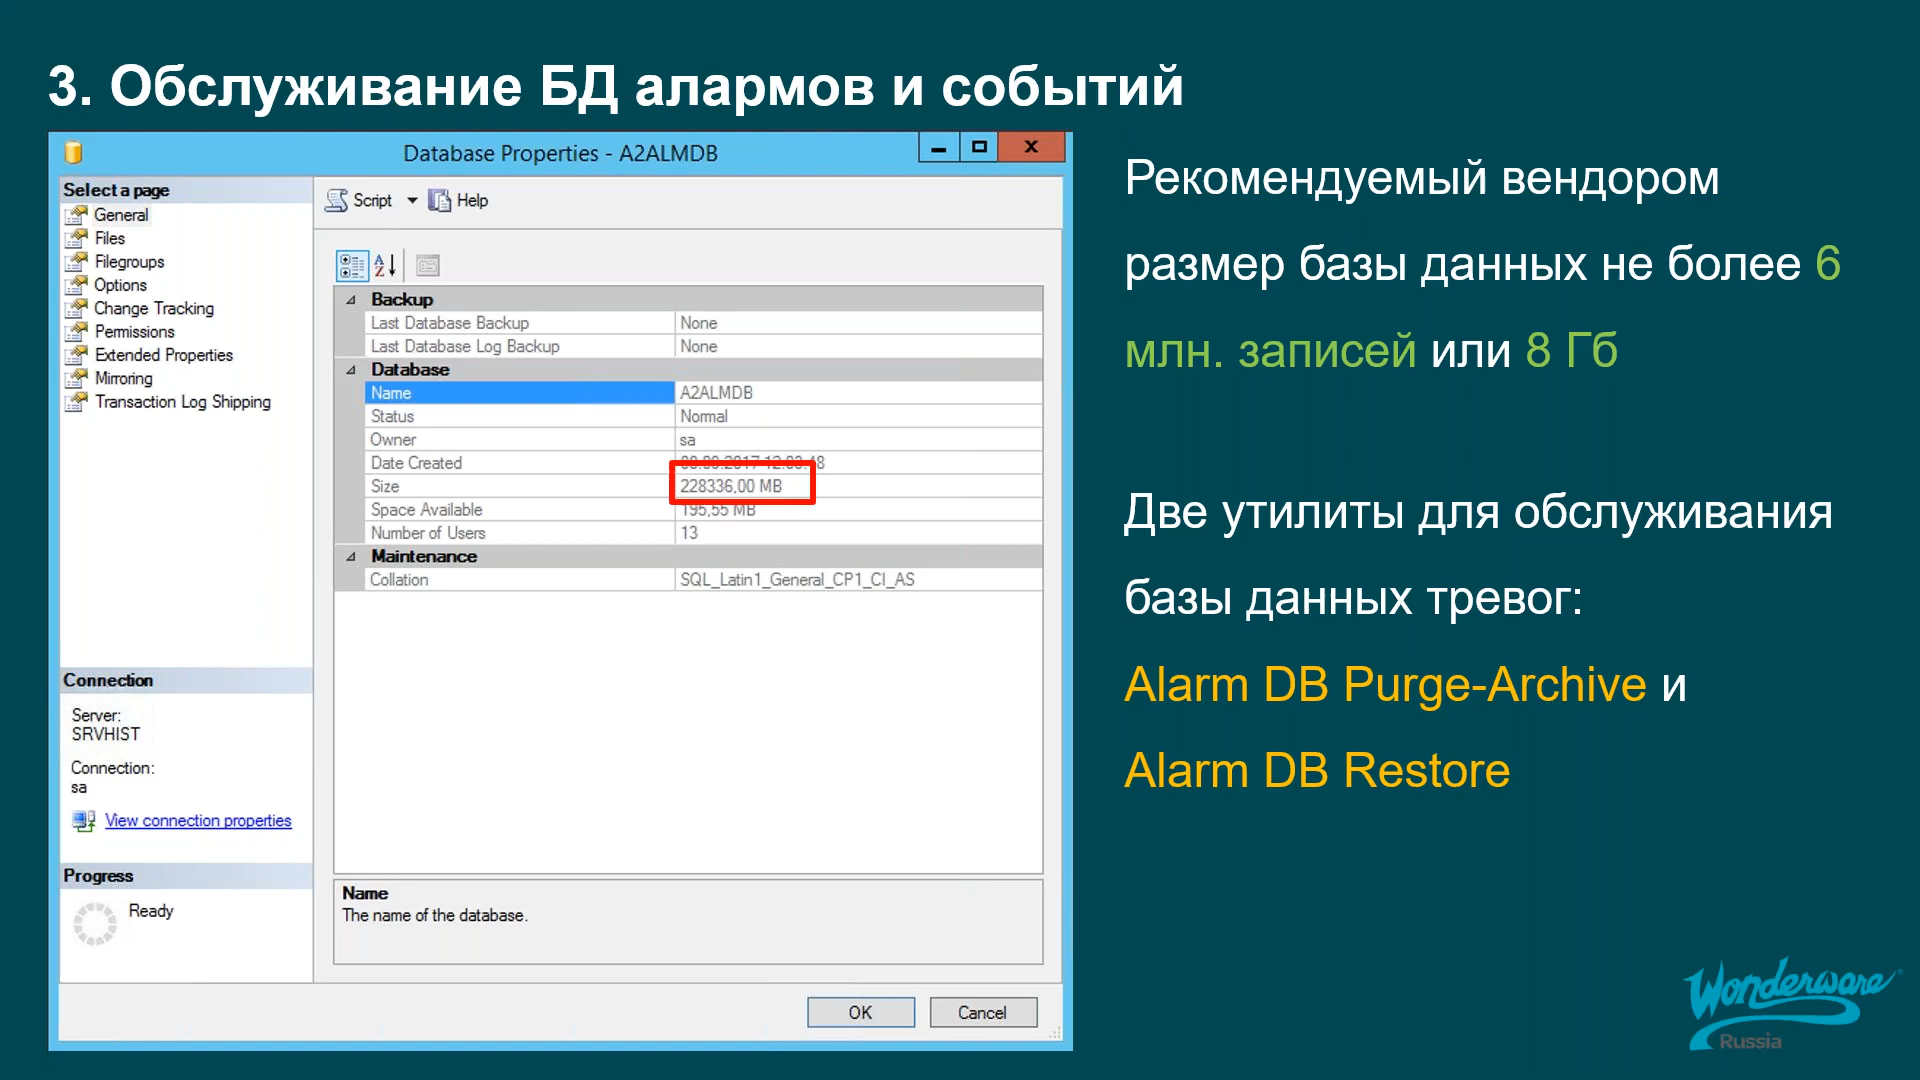 3. Обслуживание БД алармов и событий
Database Properties - A2ALMDB
Select a page
General
Files
Filegroups
Options
Change Tracking
Permissions
Extended Properties
Mirroring
Transaction Log Shipping
Script
Help
Backup
Last Database Backup None
Last Database Log Backup None
Database
Name A2ALMDB
Status Normal
Owner sa
Date Created
Size 228336,00 MB
Space Available 195,55 MB
Number of Users 13
Maintenance
Collation SQL_Latin1_General_CP1_CI_AS
Connection
Server:
SRVHIST
Connection:
sa
View connection properties
Progress
Ready
Name
The name of the database.
OK
Cancel
Рекомендуемый вендором
размер базы данных не более 6
млн. записей или 8 Гб
Две утилиты для обслуживания
базы данных тревог:
Alarm DB Purge-Archive и
Alarm DB Restore
Wonderware
Russia